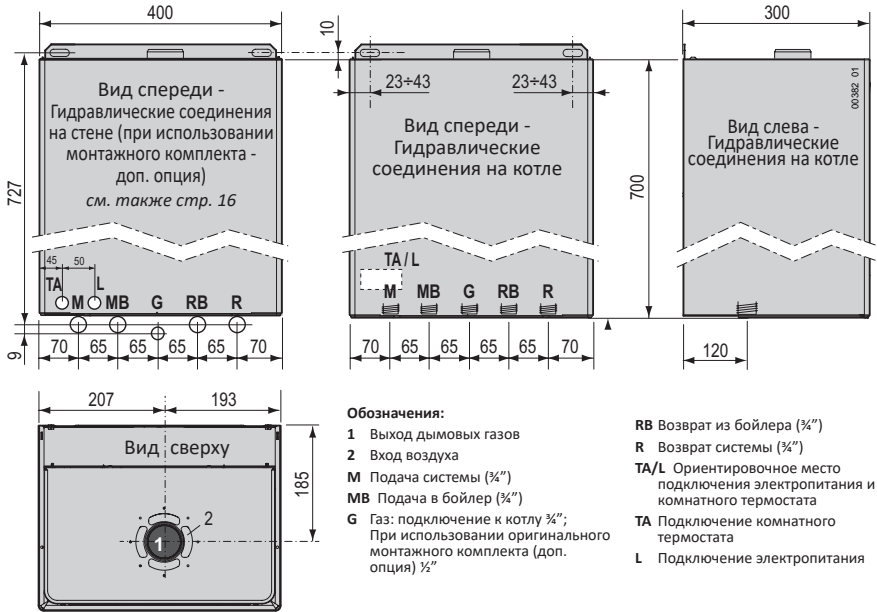 400
10
300
Вид спереди -
Гидравлические соединения
на стене (при использовании
монтажного комплекта -
доп. опция)
см. также стр. 16
727
45
50
TA
L
M
MB
G
RB
R
9
70
65
65
65
65
70
23÷43
23÷43
Вид спереди -
Гидравлические
соединения на котле
700
TA / L
M
MB
G
RB
R
70
65
65
65
65
70
00382 01
Вид слева -
Гидравлические
соединения на котле
120
207
193
Вид сверху
185
1
2
Обозначения:
1 Выход дымовых газов
2 Вход воздуха
M Подача системы (¾”)
MB Подача в бойлер (¾”)
G Газ: подключение к котлу ¾”;
При использовании оригинального
монтажного комплекта (доп.
опция) ½”
RB Возврат из бойлера (¾”)
R Возврат системы (¾”)
TA/L Ориентировочное место
подключения электропитания и
комнатного термостата
TA Подключение комнатного
термостата
L Подключение электропитания